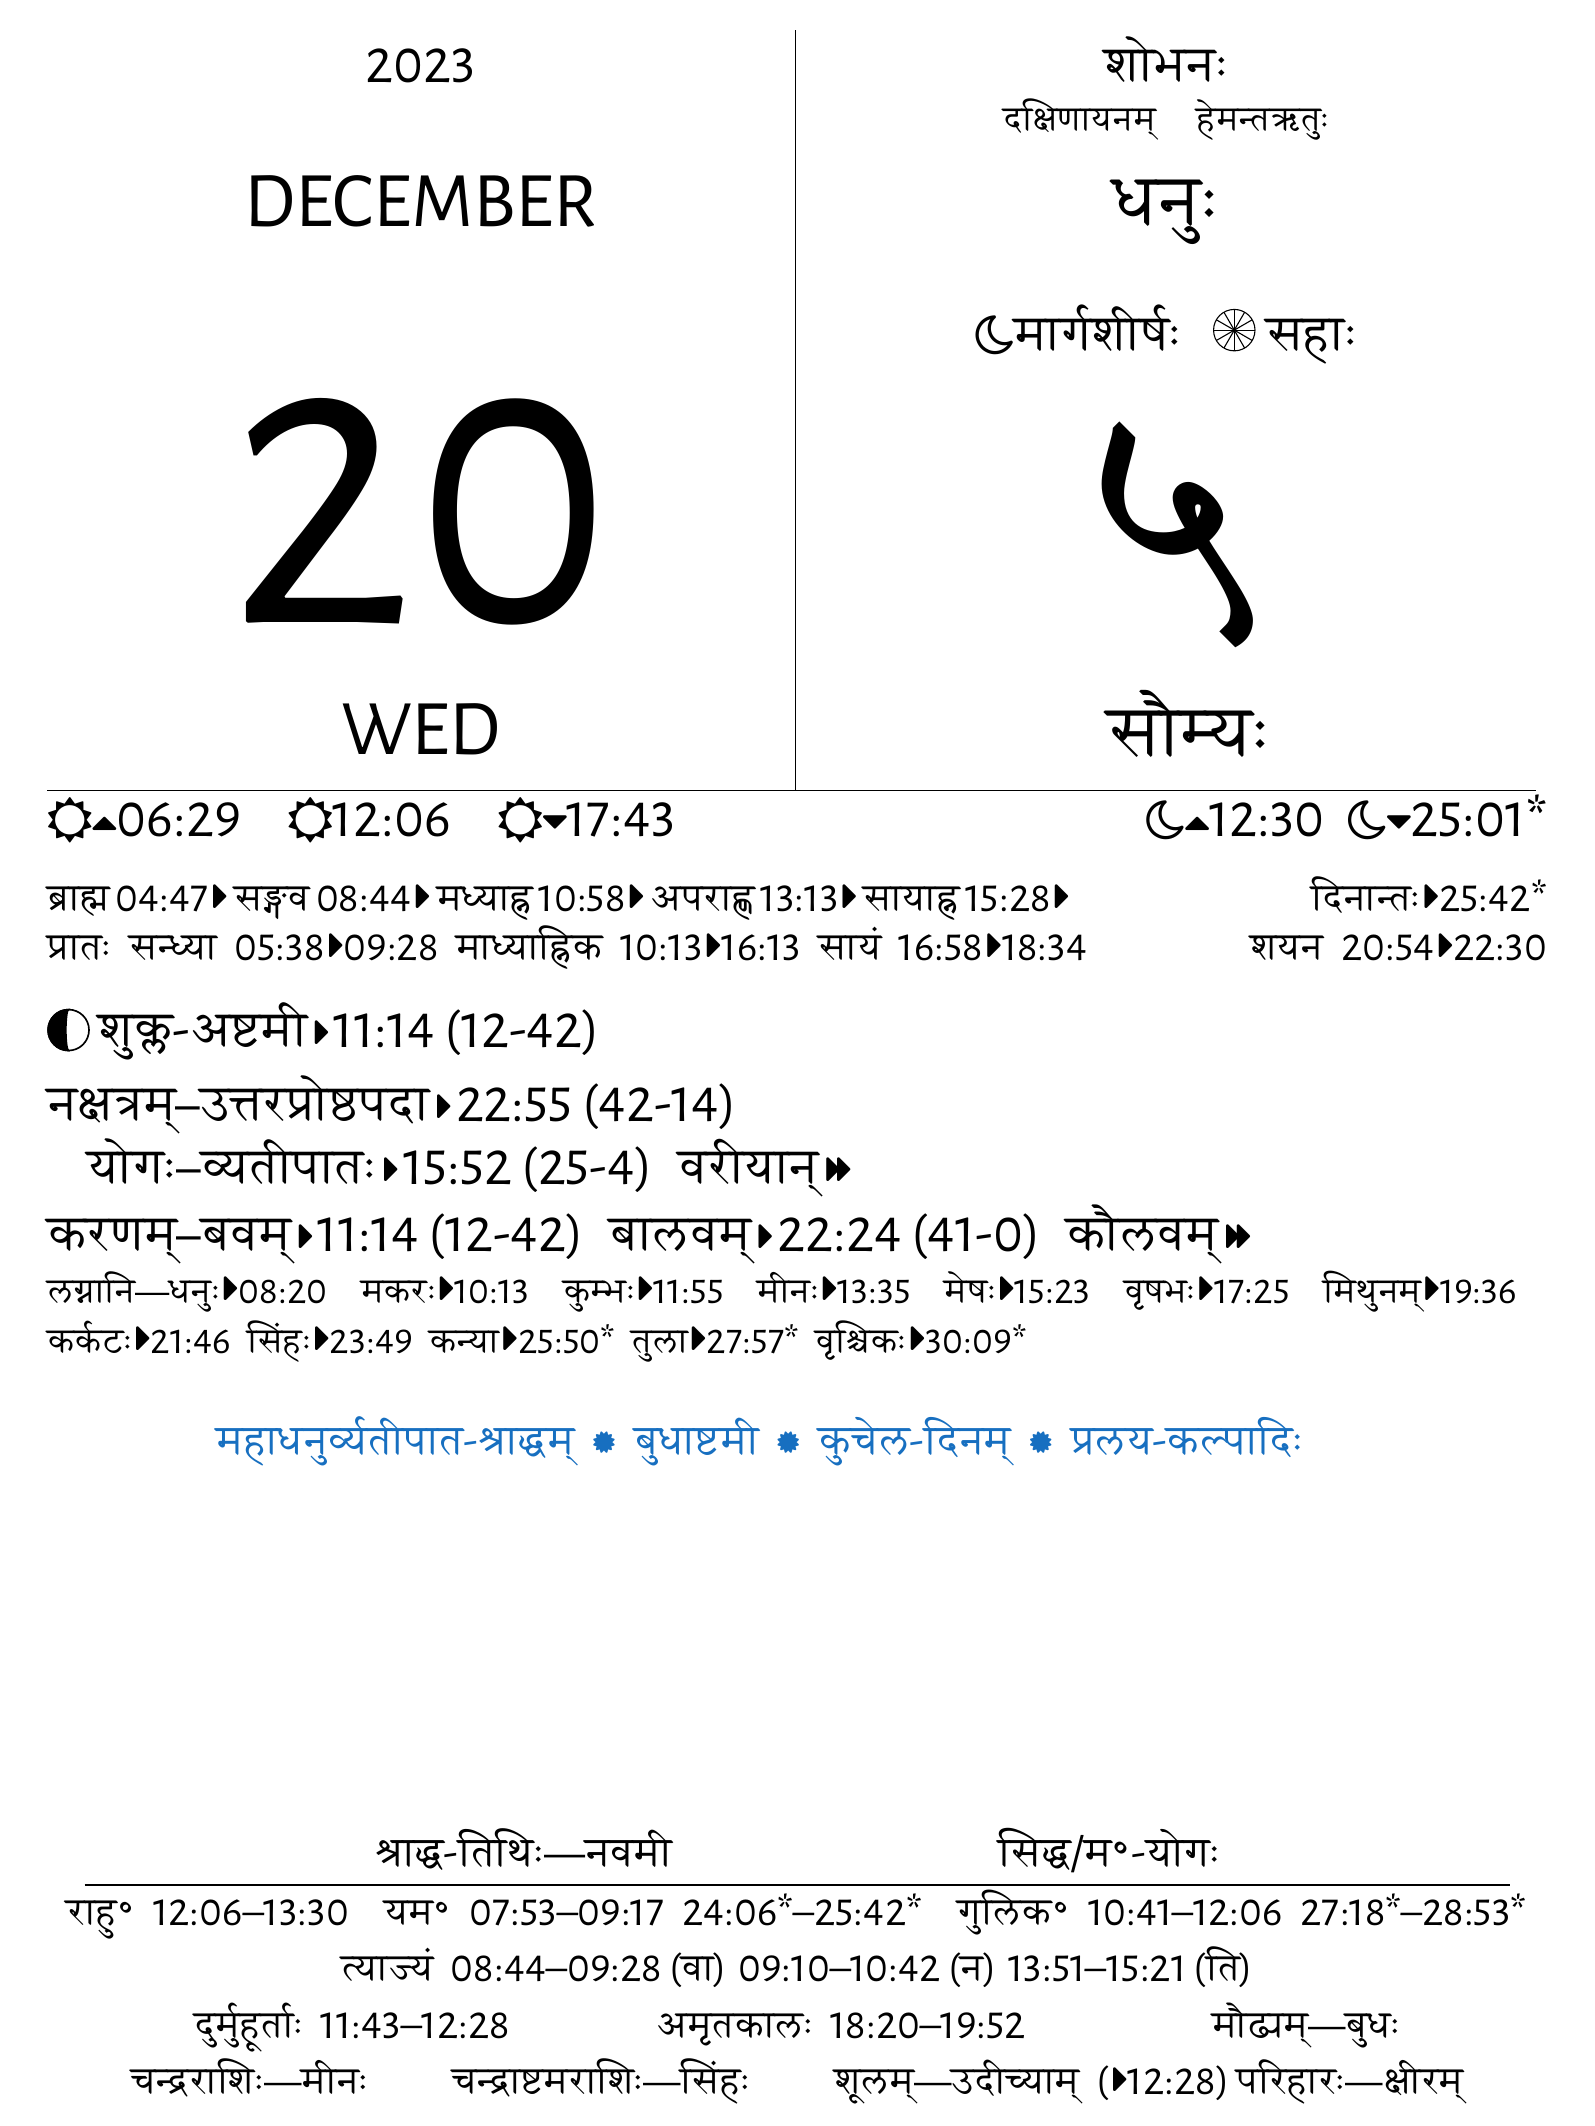 2023
DECEMBER
20
WED
शोभनः
दक्षिणायनम् हेमन्तऋतुः
धनुः
मार्गशीर्षः सहाः
५
सौम्यः
06:29 12:06 17:43 12:30 25:01*
ब्राह्म 04:47 सङ्गव 08:44 मध्याह्न 10:58 अपराह्ण 13:13 सायाह्न 15:28 दिनान्तः 25:42*
प्रातः सन्ध्या 05:38 09:28 माध्याह्निक 10:13 16:13 सायं 16:58 18:34 शयन 20:54 22:30
शुक्ल-अष्टमी 11:14 (12-42)
नक्षत्रम्–उत्तरप्रोष्ठपदा 22:55 (42-14)
योगः–व्यतीपातः 15:52 (25-4) वरीयान्
करणम्–बवम् 11:14 (12-42) बालवम् 22:24 (41-0) कौलवम्
लग्नानि—धनुः 08:20 मकरः 10:13 कुम्भः 11:55 मीनः 13:35 मेषः 15:23 वृषभः 17:25 मिथुनम् 19:36
कर्कटः 21:46 सिंहः 23:49 कन्या 25:50* तुला 27:57* वृश्चिकः 30:09*
महाधनुर्व्यतीपात-श्राद्धम् ✹ बुधाष्टमी ✹ कुचेल-दिनम् ✹ प्रलय-कल्पादिः
श्राद्ध-तिथिः—नवमी सिद्ध/म॰-योगः
राहु॰ 12:06–13:30 यम॰ 07:53–09:17 24:06*–25:42* गुलिक॰ 10:41–12:06 27:18*–28:53*
त्याज्यं 08:44–09:28 (वा) 09:10–10:42 (न) 13:51–15:21 (ति)
दुर्मुहूर्ताः 11:43–12:28 अमृतकालः 18:20–19:52 मौढ्यम्—बुधः
चन्द्रराशिः—मीनः चन्द्राष्टमराशिः—सिंहः शूलम्—उदीच्याम् (12:28) परिहारः—क्षीरम्